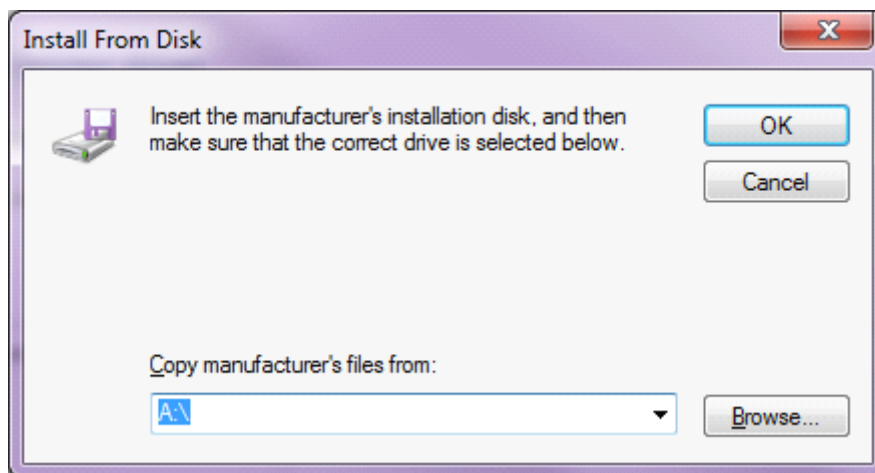 Install From Disk
Insert the manufacturer's installation disk, and then
make sure that the correct drive is selected below.
OK
Cancel
Copy manufacturer's files from:
A:\
Browse...